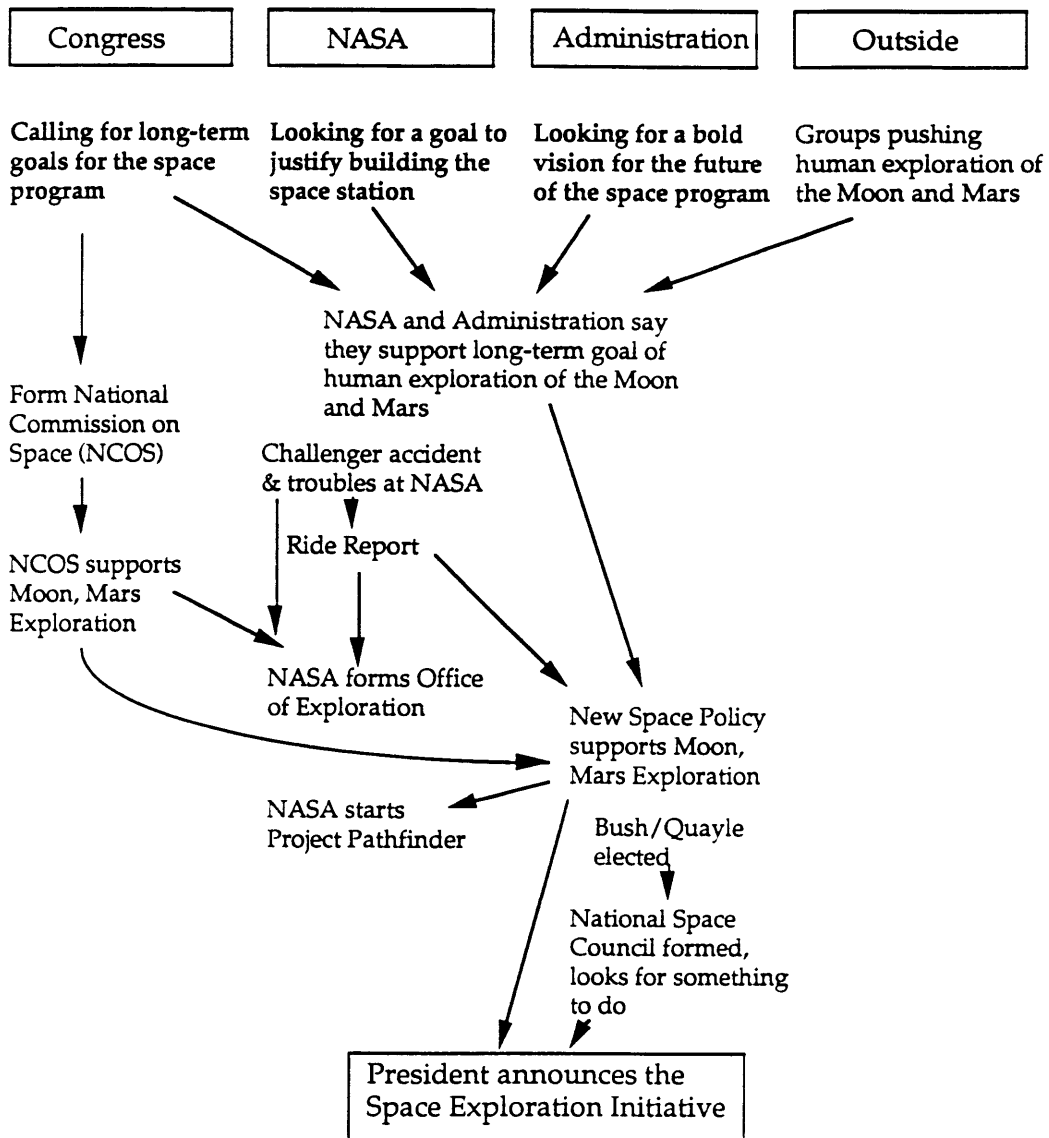 Congress
NASA
Administration
Outside
Calling for long-term
goals for the space
program
Looking for a goal to
justify building the
space station
Looking for a bold
vision for the future
of the space program
Groups pushing
human exploration of
the Moon and Mars
NASA and Administration say
they support long-term goal of
human exploration of the Moon
and Mars
Form National
Commission on
Space (NCOS)
Challenger accident
& troubles at NASA
Ride Report
NCOS supports
Moon, Mars
Exploration
NASA forms Office
of Exploration
New Space Policy
supports Moon,
Mars Exploration
NASA starts
Project Pathfinder
Bush/Quayle
elected
National Space
Council formed,
looks for something
to do
President announces the
Space Exploration Initiative